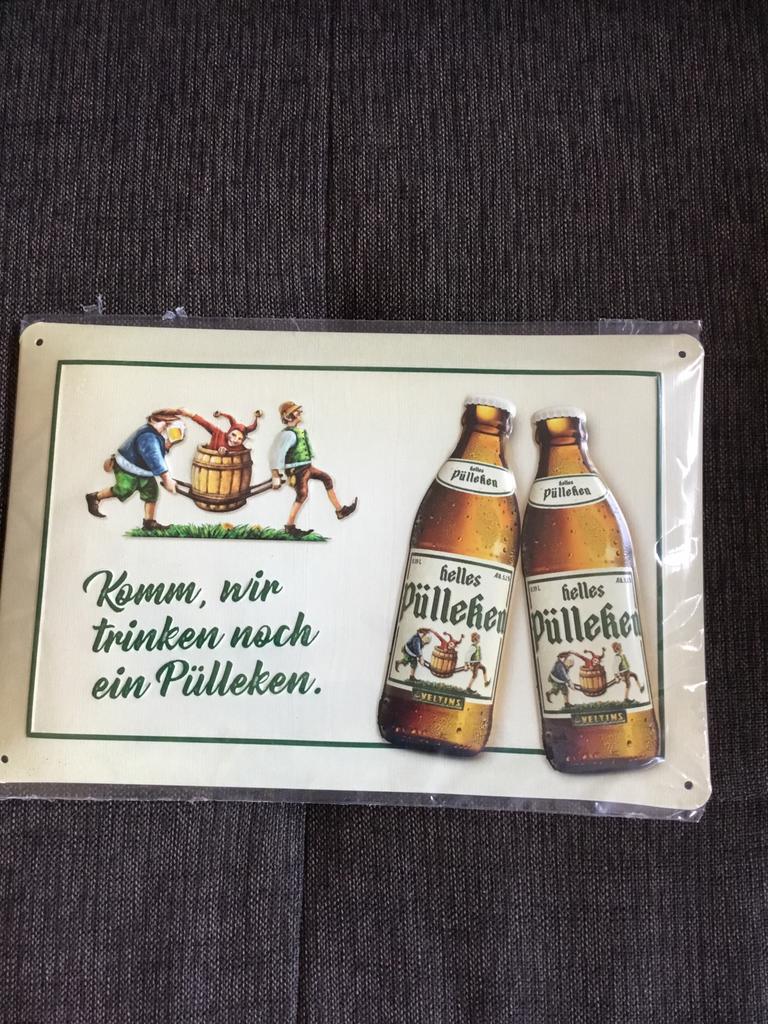 Komm, wir
trinken noch
ein Pülleken.
helles
Pülleken
helles
Pülleken
VELTINS
helles
Pülleken
helles
Pülleken
VELTINS